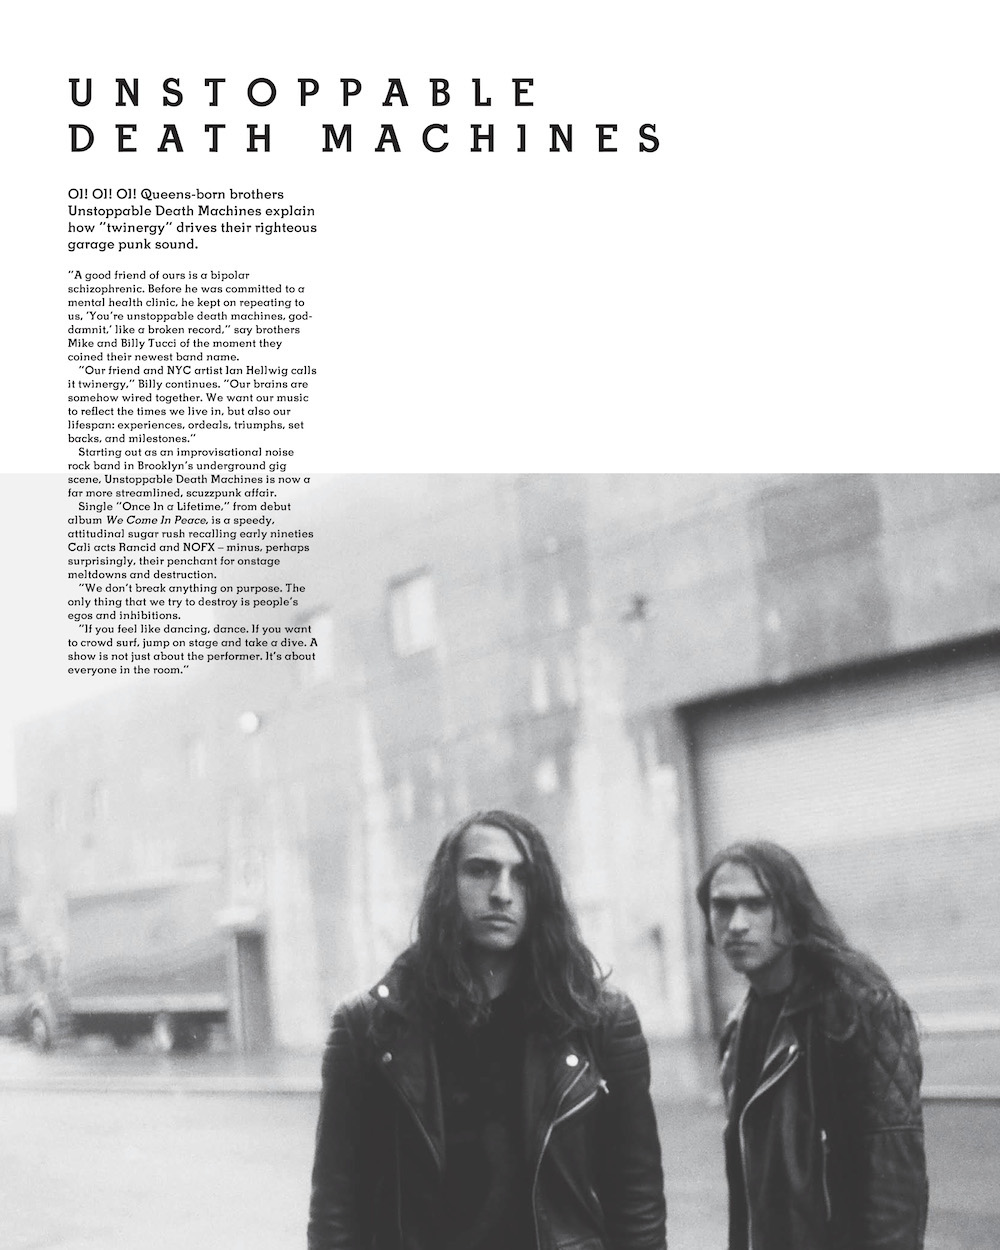 UNSTOPPABLE
DEATH MACHINES
OI! OI! OI! Queens-born brothers
Unstoppable Death Machines explain
how “twinergy” drives their righteous
garage punk sound.
“A good friend of ours is a bipolar
schizophrenic. Before he was committed to a
mental health clinic, he kept on repeating to
us, ‘You’re unstoppable death machines, god-
damnit,’ like a broken record,” say brothers
Mike and Billy Tucci of the moment they
coined their newest band name.
“Our friend and NYC artist Ian Hellwig calls
it twinergy,” Billy continues. “Our brains are
somehow wired together. We want our music
to reflect the times we live in, but also our
lifespan: experiences, ordeals, triumphs, set
backs, and milestones.”
Starting out as an improvisational noise
rock band in Brooklyn’s underground gig
scene, Unstoppable Death Machines is now a
far more streamlined, scuzzpunk affair.
Single “Once In a Lifetime,” from debut
album We Come In Peace, is a speedy,
attitudinal sugar rush recalling early nineties
Cali acts Rancid and NOFX – minus, perhaps
surprisingly, their penchant for onstage
meltdowns and destruction.
“We don’t break anything on purpose. The
only thing that we try to destroy is people’s
egos and inhibitions.
“If you feel like dancing, dance. If you want
to crowd surf, jump on stage and take a dive. A
show is not just about the performer. It’s about
everyone in the room.”